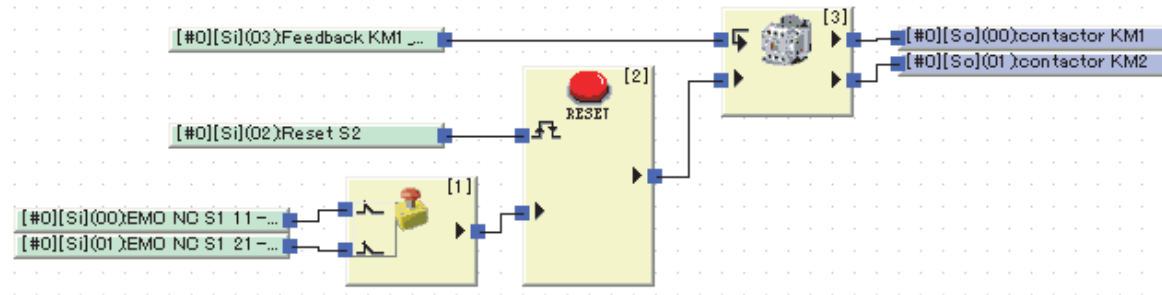 [3]
[#0][Si](03):Feedback KM1_...
[#0][So](00):contactor KM1
[#0][So](01):contactor KM2
[2]
RESET
[#0][Si](02):Reset S2
[1]
[#0][Si](00):EMO NC S1 11-...
[#0][Si](01):EMO NC S1 21-...